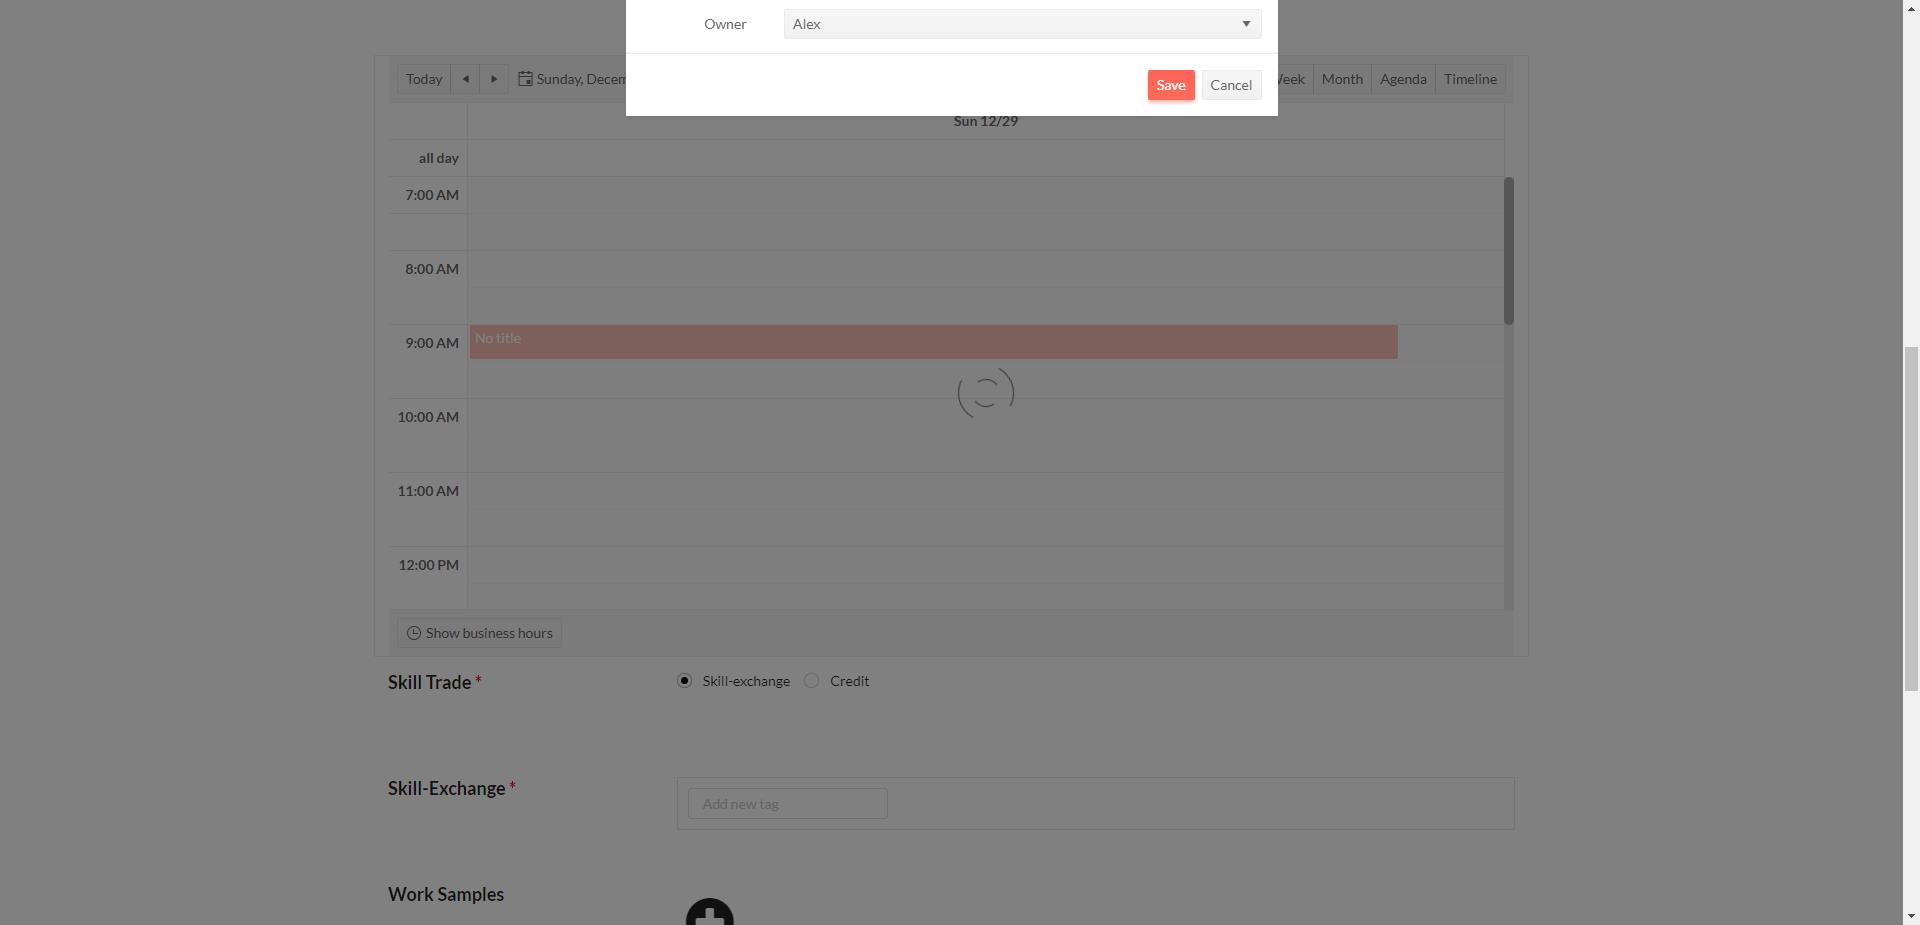 Owner
Alex
Save Cancel
Today Sunday, Decem
Week Month Agenda Timeline
Sun 12/29
all day
7:00 AM
8:00 AM
9:00 AM
No title
10:00 AM
11:00 AM
12:00 PM
Show business hours
Skill Trade * Skill-exchange Credit
Skill-Exchange * Add new tag
Work Samples